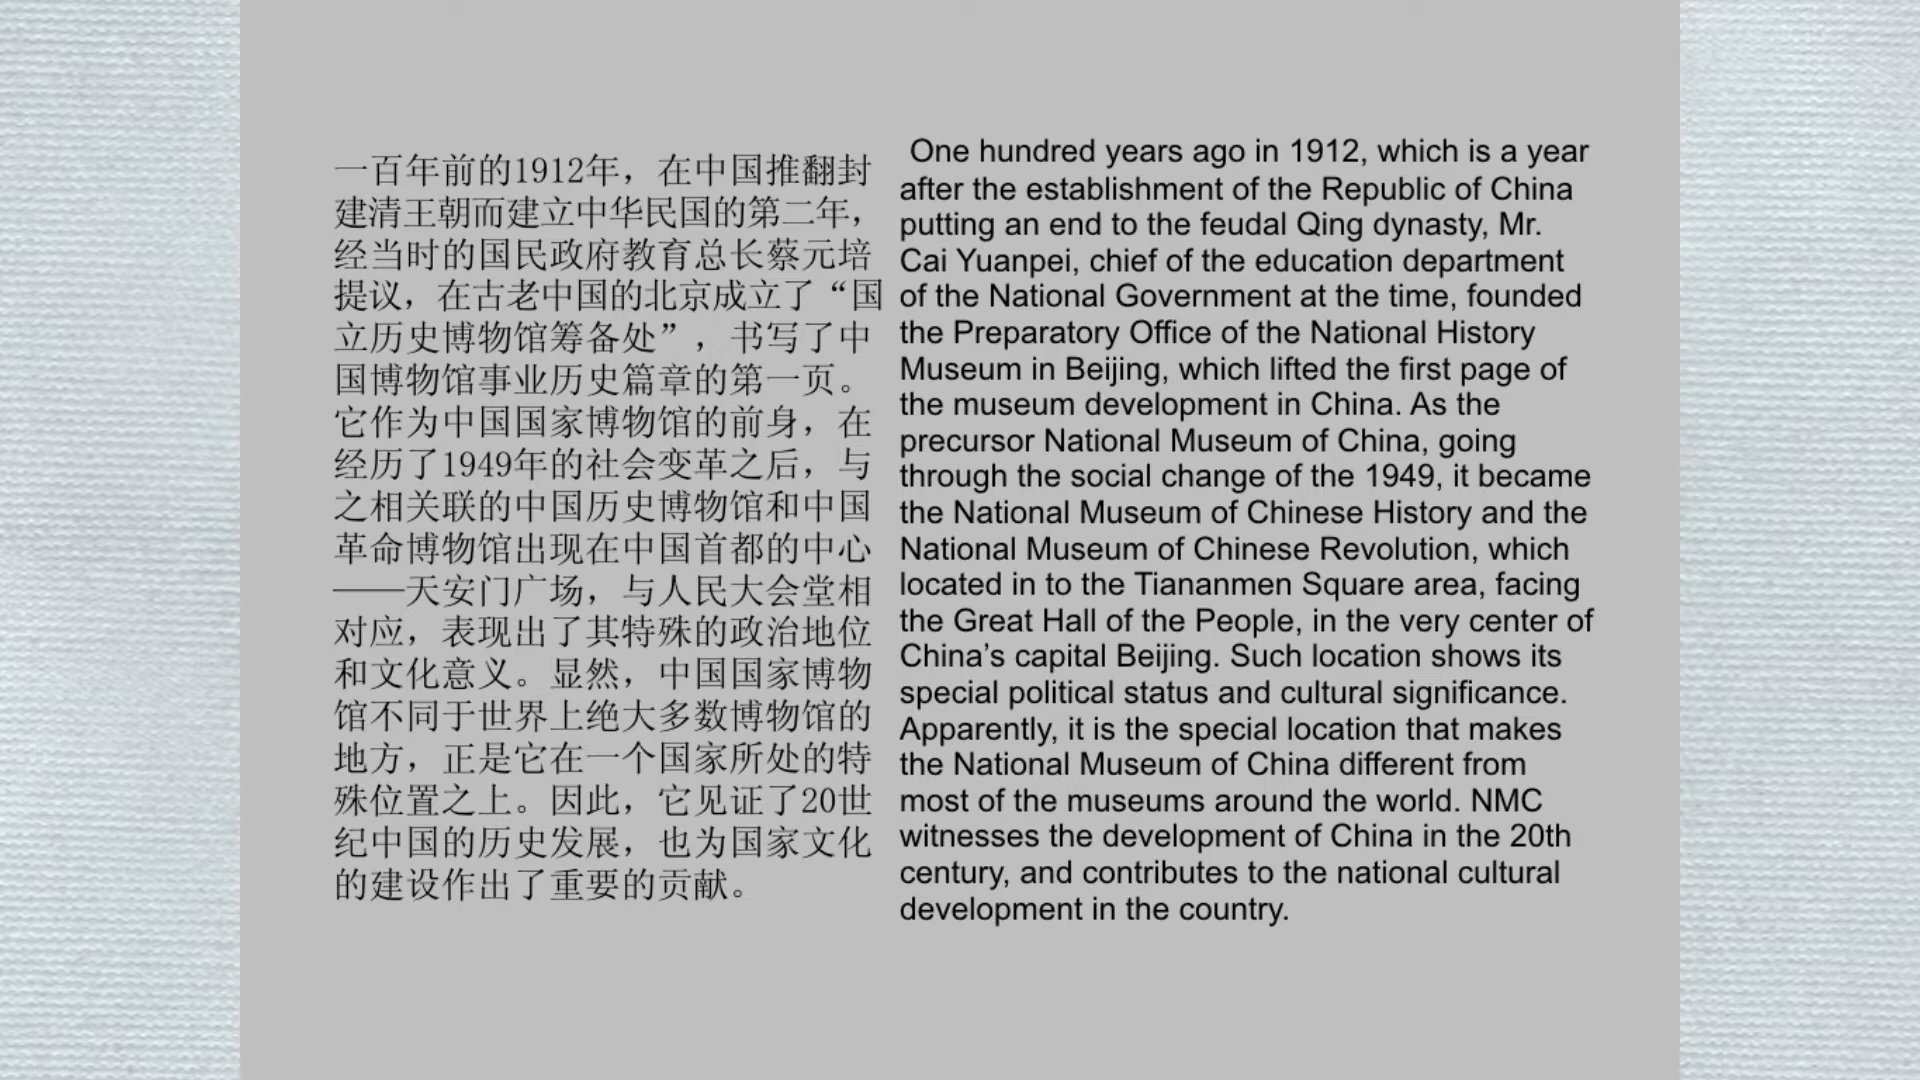 一百年前的1912年，在中国推翻封
建清王朝而建立中华民国的第二年，
经当时的国民政府教育总长蔡元培
提议，在古老中国的北京成立了“国
立历史博物馆筹备处”，书写了中
国博物馆事业历史篇章的第一页。
它作为中国国家博物馆的前身，在
经历了1949年的社会变革之后，与
之相关联的中国历史博物馆和中国
革命博物馆出现在中国首都的中心
——天安门广场，与人民大会堂相
对应，表现出了其特殊的政治地位
和文化意义。显然，中国国家博物
馆不同于世界上绝大多数博物馆的
地方，正是它在一个国家所处的特
殊位置之上。因此，它见证了20世
纪中国的历史发展，也为国家文化
的建设作出了重要的贡献。
One hundred years ago in 1912, which is a year
after the establishment of the Republic of China
putting an end to the feudal Qing dynasty, Mr.
Cai Yuanpei, chief of the education department
of the National Government at the time, founded
the Preparatory Office of the National History
Museum in Beijing, which lifted the first page of
the museum development in China. As the
precursor National Museum of China, going
through the social change of the 1949, it became
the National Museum of Chinese History and the
National Museum of Chinese Revolution, which
located in to the Tiananmen Square area, facing
the Great Hall of the People, in the very center of
China’s capital Beijing. Such location shows its
special political status and cultural significance.
Apparently, it is the special location that makes
the National Museum of China different from
most of the museums around the world. NMC
witnesses the development of China in the 20th
century, and contributes to the national cultural
development in the country.